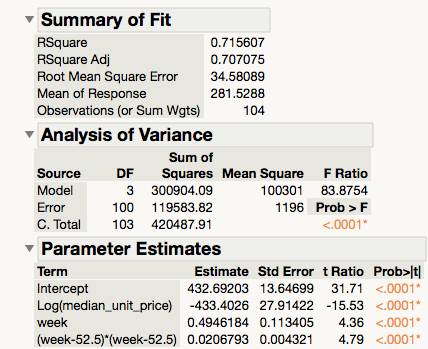 Summary of Fit
RSquare 0.715607
RSquare Adj 0.707075
Root Mean Square Error 34.58089
Mean of Response 281.5288
Observations (or Sum Wgts) 104
Analysis of Variance
Sum of
Source DF Squares Mean Square F Ratio
Model 3 300904.09 100301 83.8754
Error 100 119583.82 1196 Prob > F
C. Total 103 420487.91 <.0001*
Parameter Estimates
Term Estimate Std Error t Ratio Prob>|t|
Intercept 432.69203 13.64699 31.71 <.0001*
Log(median_unit_price) -433.4026 27.91422 -15.53 <.0001*
week 0.4946184 0.113405 4.36 <.0001*
(week-52.5)*(week-52.5) 0.0206793 0.004321 4.79 <.0001*